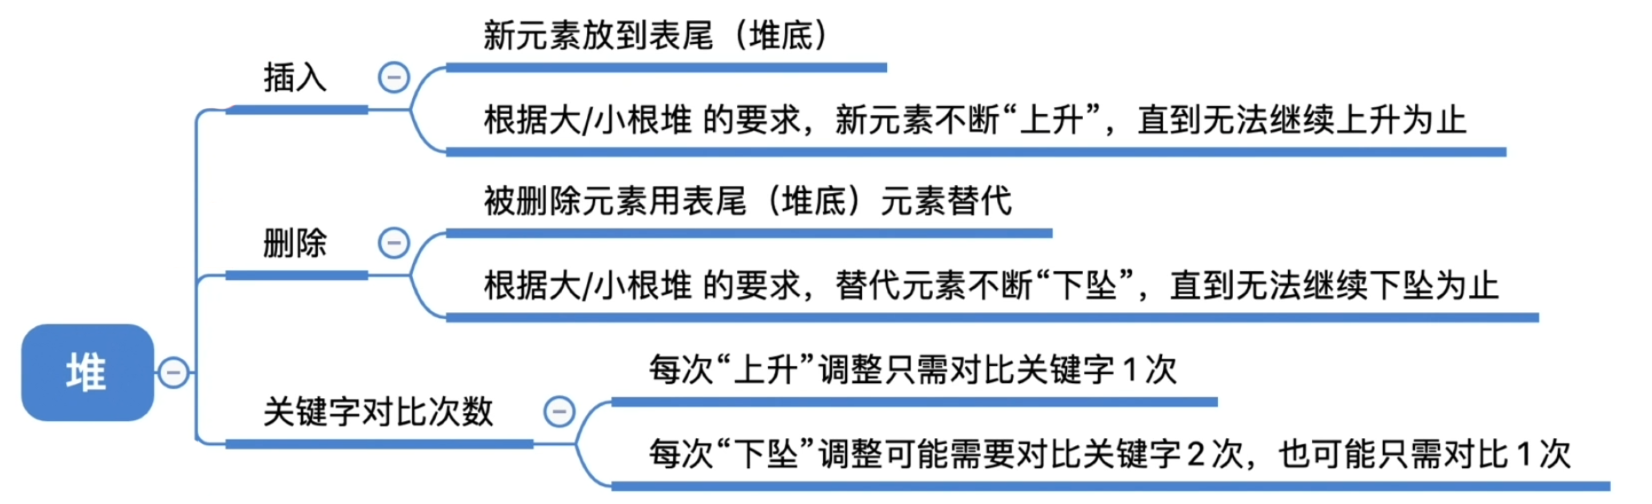 堆
插入
新元素放到表尾（堆底）
根据大/小根堆 的要求，新元素不断“上升”，直到无法继续上升为止
删除
被删除元素用表尾（堆底）元素替代
根据大/小根堆 的要求，替代元素不断“下坠”，直到无法继续下坠为止
关键字对比次数
每次“上升”调整只需对比关键字1次
每次“下坠”调整可能需要对比关键字2次，也可能只需对比1次